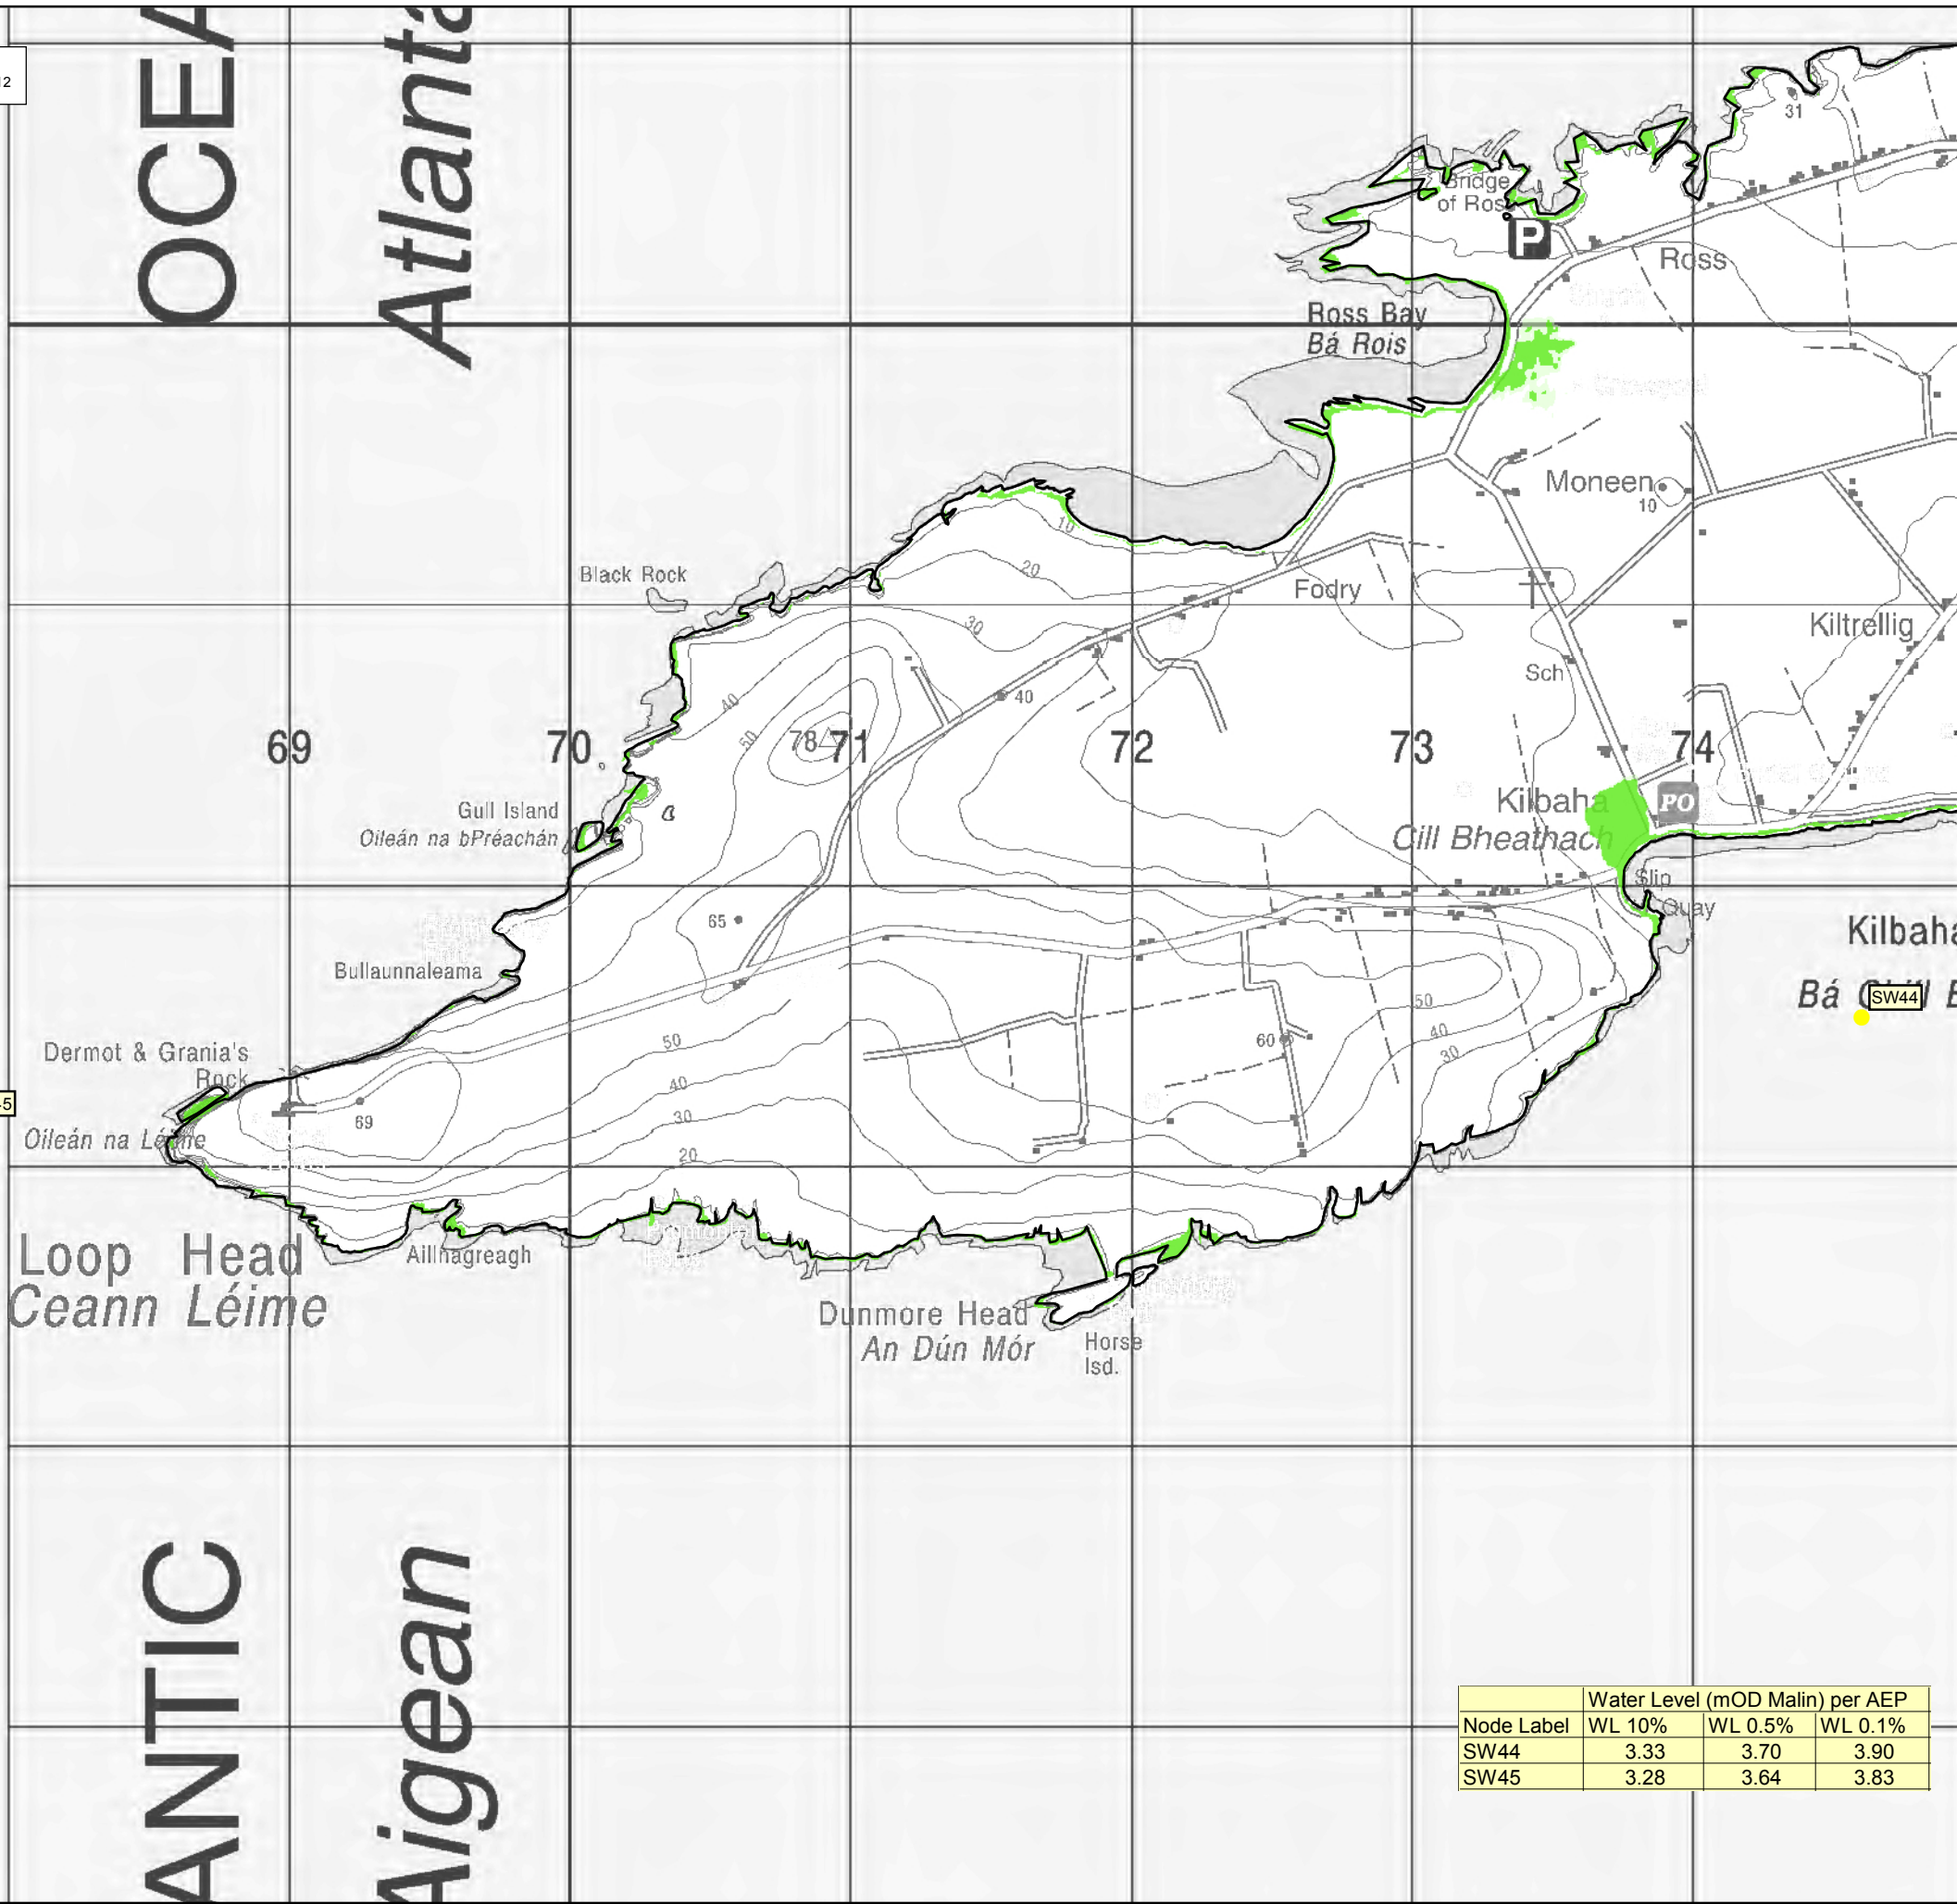 OCEA
Atlanta
12
31
Bridge
of Ros
P
Ross
Ross Bay
Bá Rois
Moneen
10
10
20
Black Rock
Fodry
30
Kiltrellig
Sch
40
40
50
78
69
70
71
72
73
74
Gull Island
Oileán na bPréachán
Kilbaha
Cill Bheathach
PO
Slip
Quay
65
Kilbaha
Bullaunnaleama
Bá
SW44
50
40
30
60
50
40
30
20
Dermot & Grania's
Rock
69
Oileán na Léime
Loop Head
Ceann Léime
Aillnagreagh
Dunmore Head
An Dún Mór
Horse
Isd.
ANTIC
Aigean
Water Level (mOD Malin) per AEP
Node Label WL 10% WL 0.5% WL 0.1%
SW44 3.33 3.70 3.90
SW45 3.28 3.64 3.83